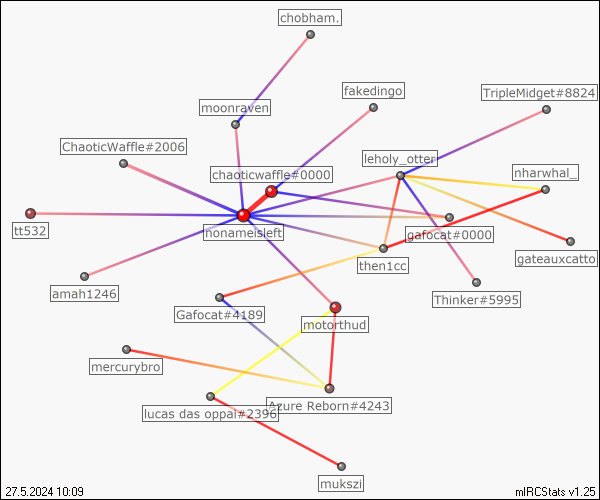 chobham.
fakedingo
TripleMidget#8824
moonraven
ChaoticWaffle#2006
leholy_otter
chaoticwaffle#0000
nharwhal_
tt532
nonameisleft
gafocat#0000
gateauxcatto
then1cc
amah1246
Thinker#5995
Gafocat#4189
motorthud
mercurybro
Azure Reborn#4243
lucas das oppai#2396
mukszi
27.5.2024 10:09
mIRCStats v1.25